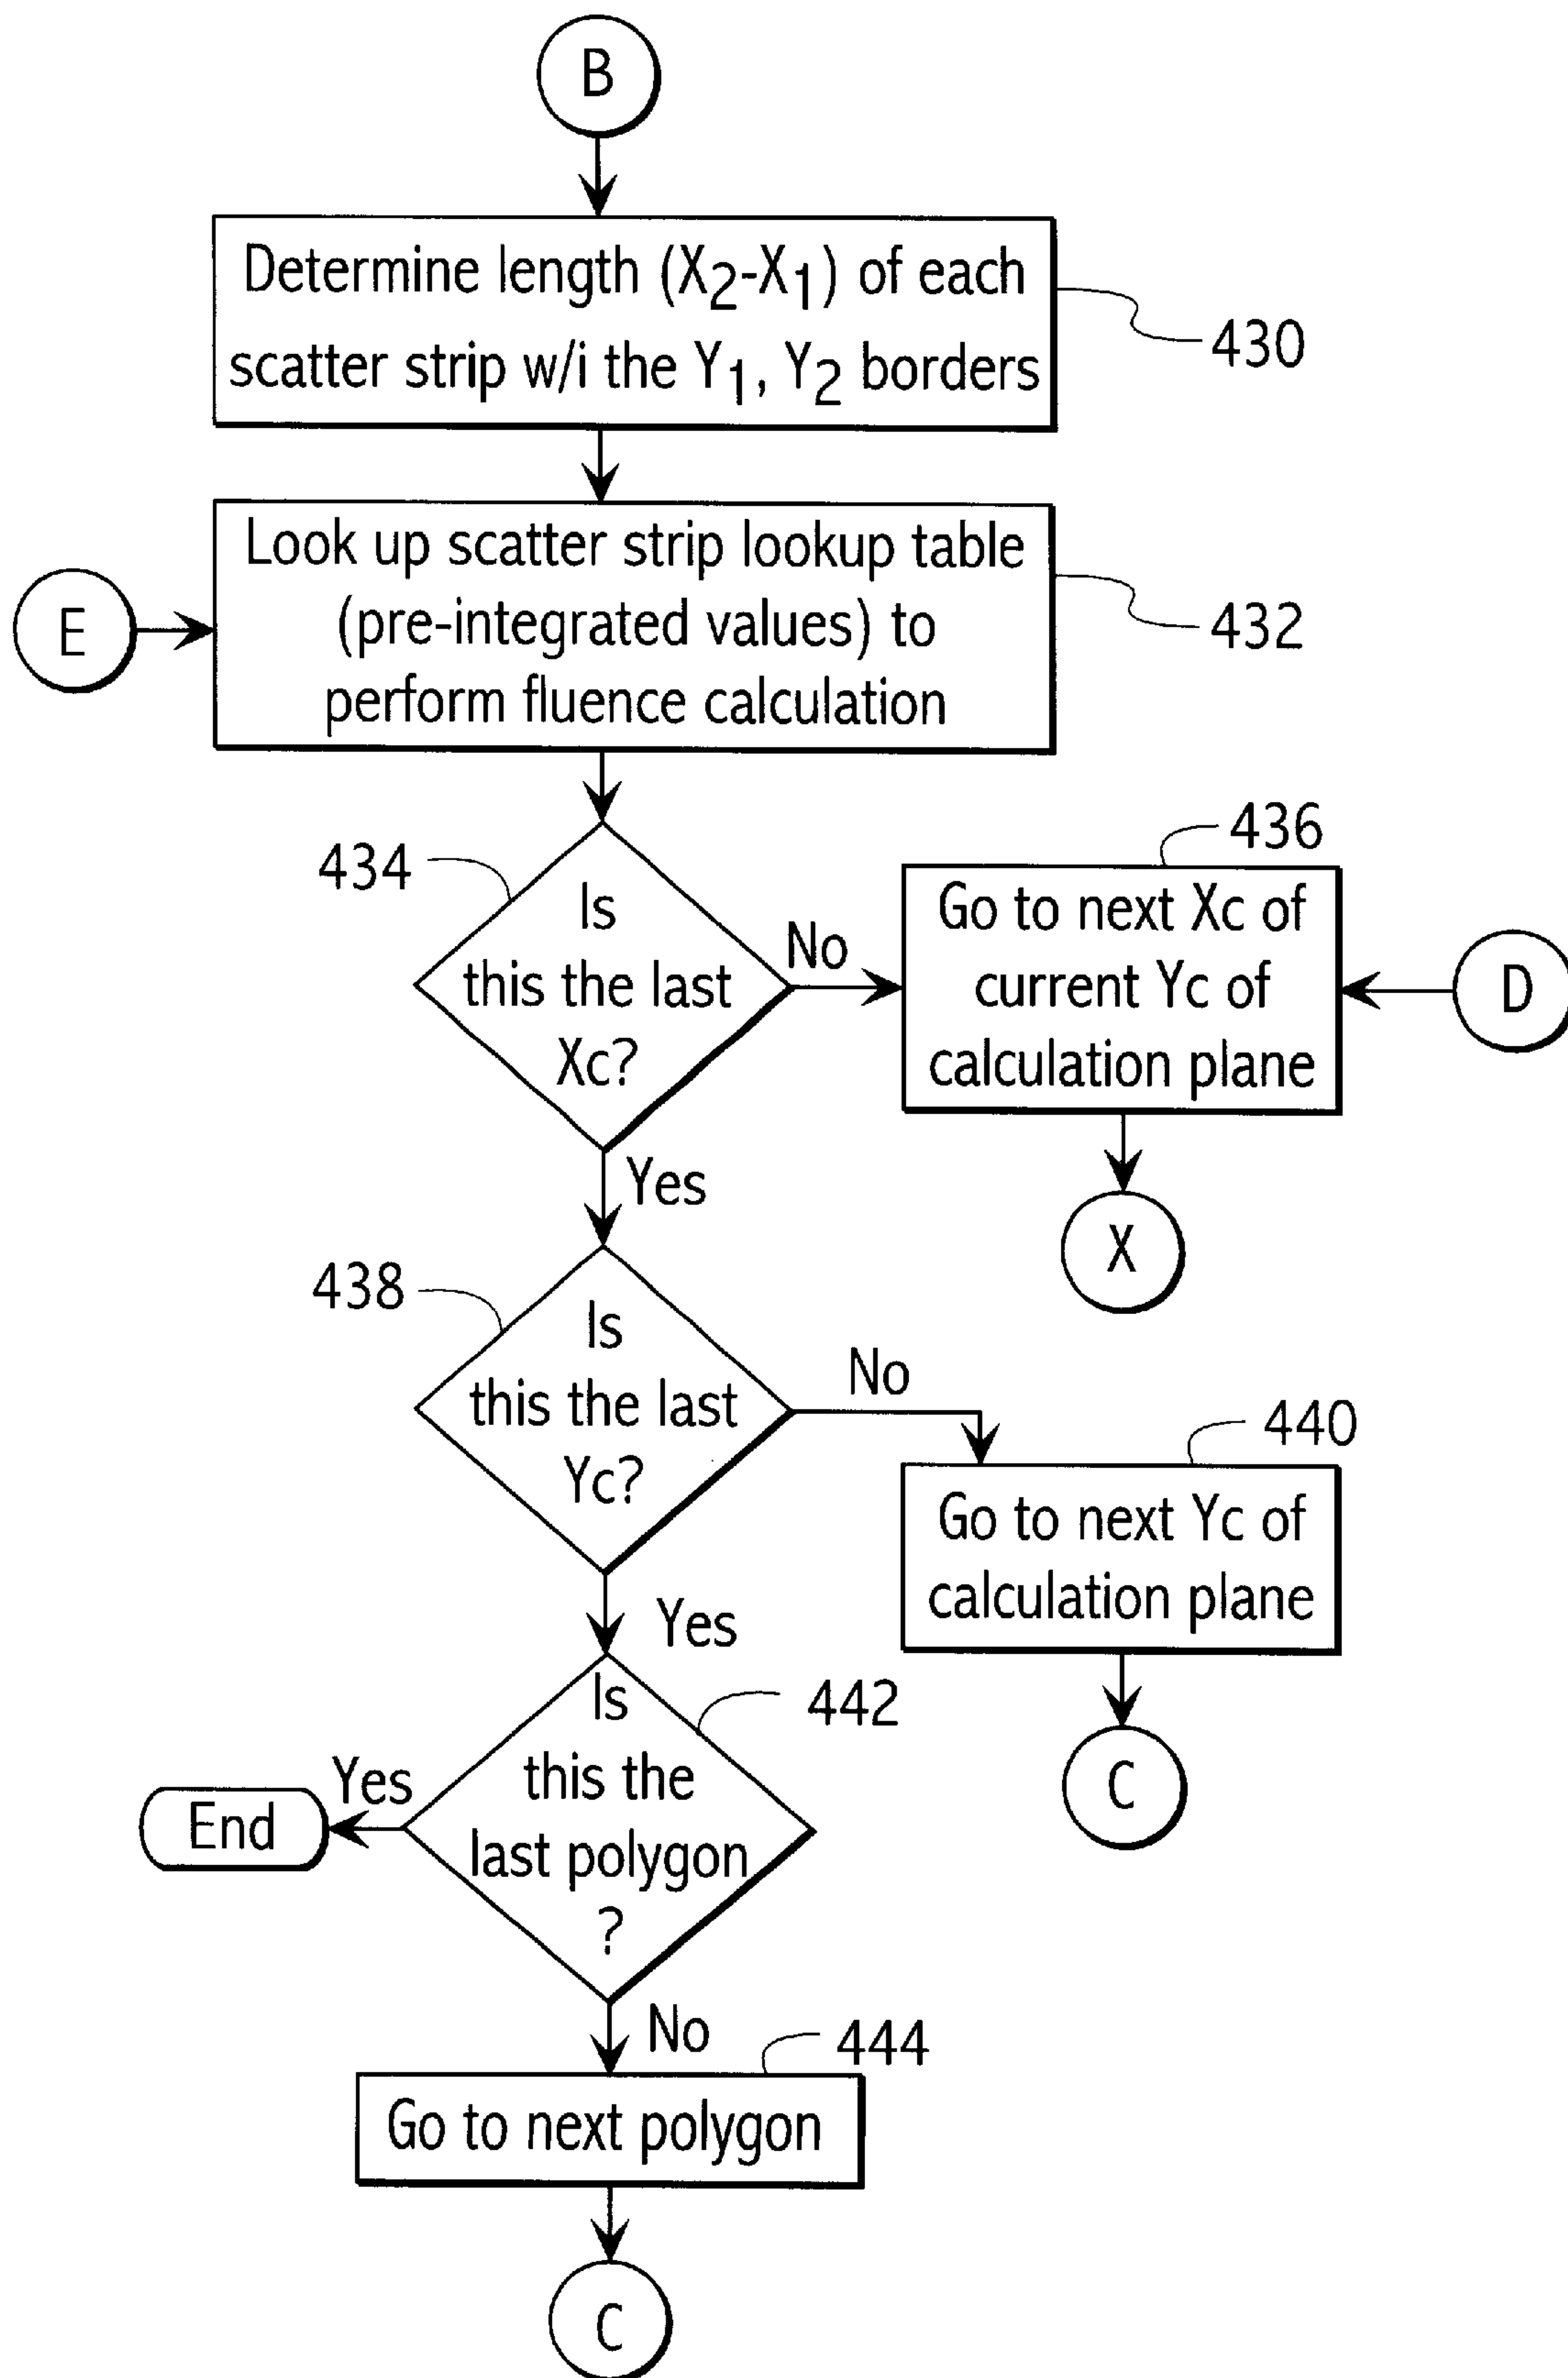 B
Determine length (X2-X1) of each
scatter strip w/i the Y1, Y2 borders
430
Look up scatter strip lookup table
(pre-integrated values) to
perform fluence calculation
432
E
434
Is
this the last
Xc?
No
436
Go to next Xc of
current Yc of
calculation plane
D
X
Yes
438
Is
this the last
Yc?
No
440
Go to next Yc of
calculation plane
C
Yes
442
Is
this the
last polygon
?
Yes
End
No
444
Go to next polygon
C